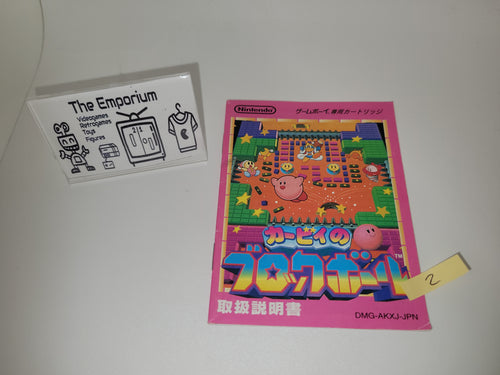 The Emporium
Videogames
Retrogames
Toys
Figures
Nintendo
ゲームボーイ専用カートリッジ
カービィの
ブロックボール
TM
2
取扱説明書
DMG-AKXJ-JPN